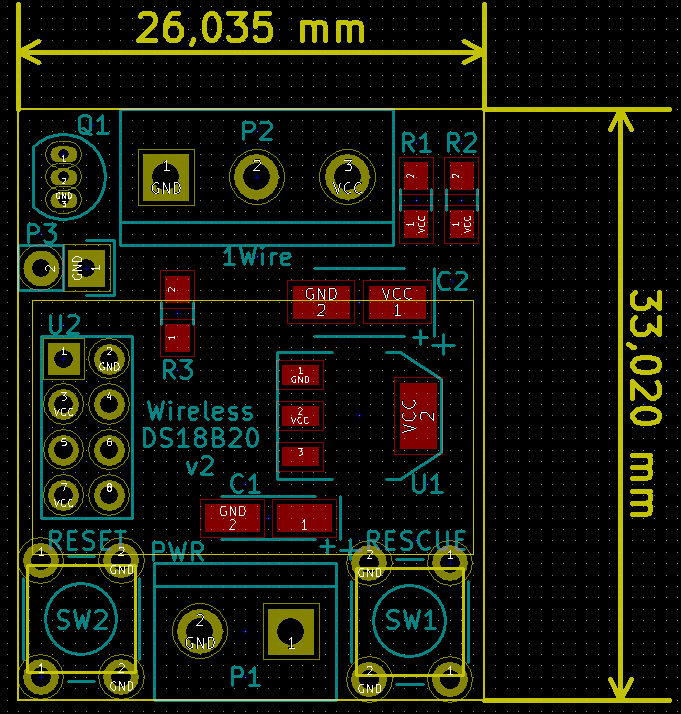 26,035 mm
Q1
P2
R1 R2
1
2
GND
3
1
GND
2
3
VCC
2
1
VCC
2
1
VCC
P3
2
GND
1
1Wire
C2
2
1
R3
GND
2
VCC
1
+
33,020 mm
U2
1
2
GND
3
VCC
4
5
6
7
VCC
8
Wireless
DS18B20
v2
1
GND
2
VCC
3
VCC
2
U1
C1
GND
2
1
+
RESET
PWR
RESCUE
1
2
GND
SW2
1
2
GND
2
GND
1
P1
2
GND
1
SW1
2
GND
1